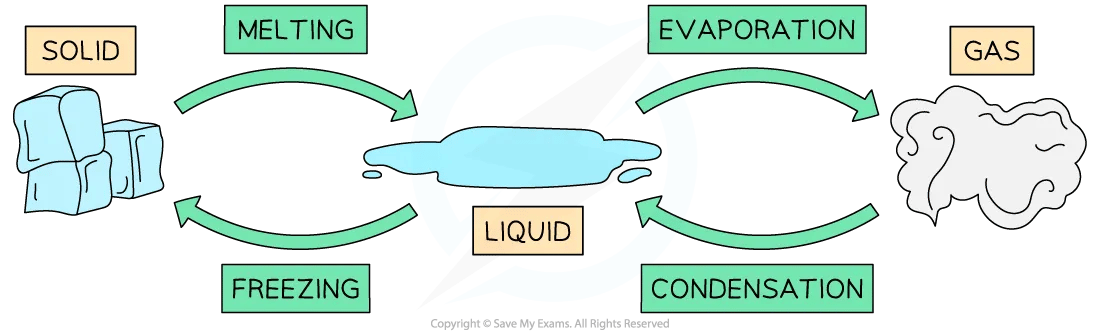 MELTING
EVAPORATION
SOLID
GAS
LIQUID
FREEZING
CONDENSATION
Copyright © Save My Exams. All Rights Reserved